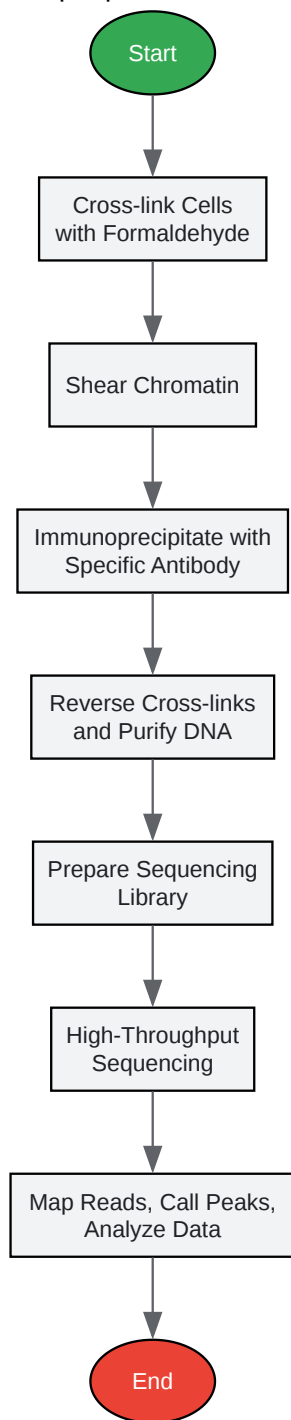 Start
Cross-link Cells
with Formaldehyde
Shear Chromatin
Immunoprecipitate with
Specific Antibody
Reverse Cross-links
and Purify DNA
Prepare Sequencing
Library
High-Throughput
Sequencing
Map Reads, Call Peaks,
Analyze Data
End